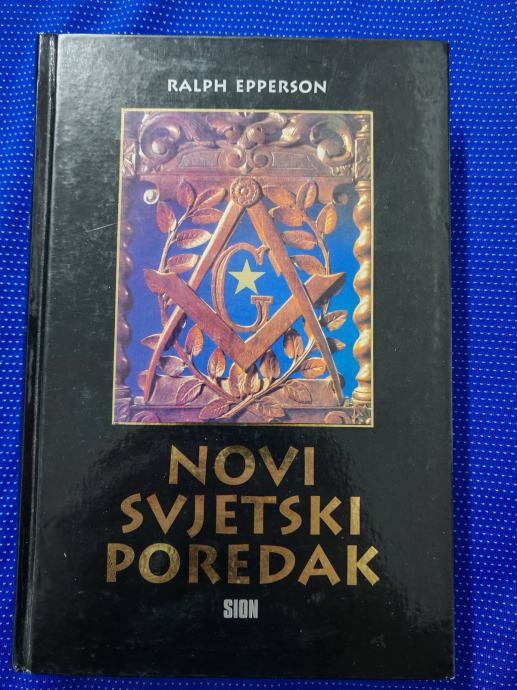 RALPH EPPERSON
G
NOVI
SVJETSKI
POREDAK
SION